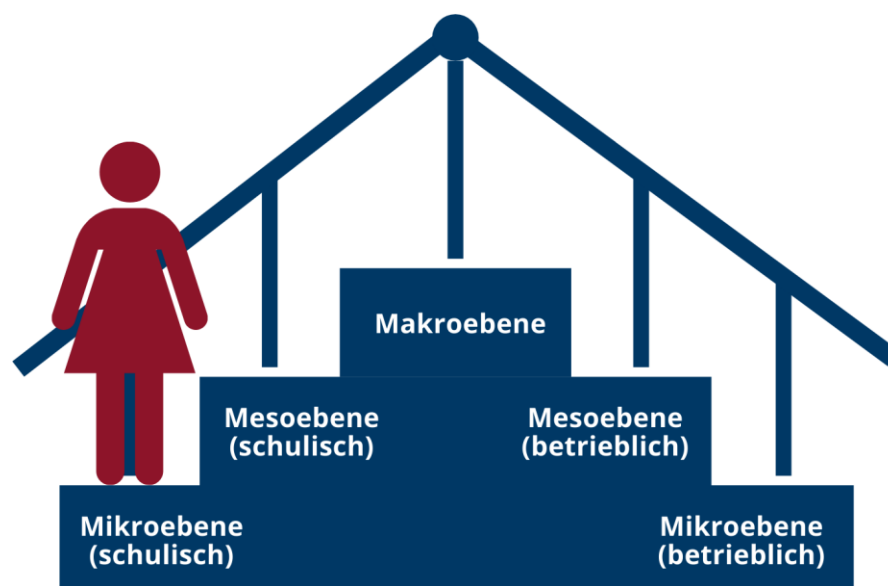 Makroebene
Mesoebene
(schulisch)
Mesoebene
(betrieblich)
Mikroebene
(schulisch)
Mikroebene
(betrieblich)